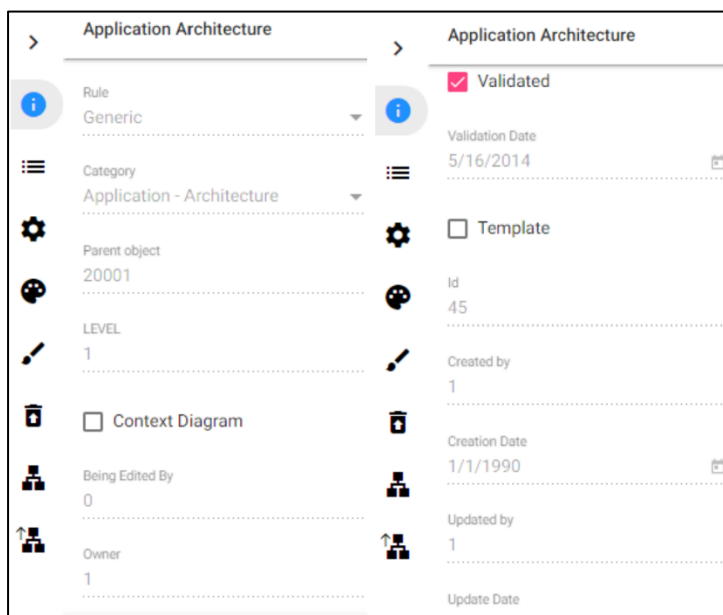 Application Architecture
Rule
Generic
Category
Application - Architecture
Parent object
20001
LEVEL
1
Context Diagram
Being Edited By
0
Owner
1
Application Architecture
Validated
Validation Date
5/16/2014
Template
Id
45
Created by
1
Creation Date
1/1/1990
Updated by
1
Update Date